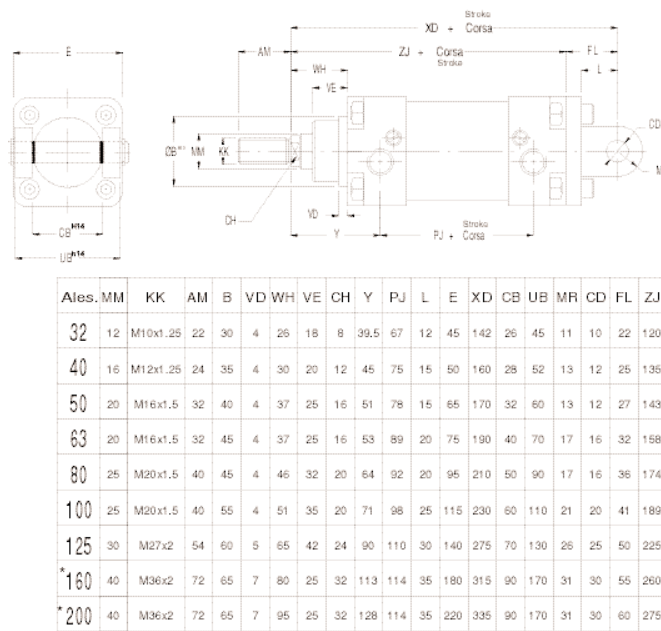 Stroke
XD + Corsa
E
AM
ZJ + Corsa
Stroke
FL
WH
L
VE
CD
ØB
MM
KK
M
CH
VD
CB H14
UB h14
Y
Stroke
PJ + Corsa
Ales. MM KK AM B VD WH VE CH Y PJ L E XD CB UB MR CD FL ZJ
32 12 M10x1.25 22 30 4 26 18 8 39.5 67 12 45 142 26 45 11 10 22 120
40 16 M12x1.25 24 35 4 30 20 12 45 75 15 50 160 28 52 13 12 25 135
50 20 M16x1.5 32 40 4 37 25 16 51 78 15 65 170 32 60 13 12 27 143
63 20 M16x1.5 32 45 4 37 25 16 53 89 20 75 190 40 70 17 16 32 158
80 25 M20x1.5 40 45 4 46 32 20 64 92 20 95 210 50 90 17 16 36 174
100 25 M20x1.5 40 55 4 51 35 20 71 98 25 115 230 60 110 21 20 41 189
125 30 M27x2 54 60 5 65 42 24 90 110 30 140 275 70 130 26 25 50 225
*160 40 M36x2 72 65 7 80 25 32 113 114 35 180 315 90 170 31 30 55 260
*200 40 M36x2 72 65 7 95 25 32 128 114 35 220 335 90 170 31 30 60 275